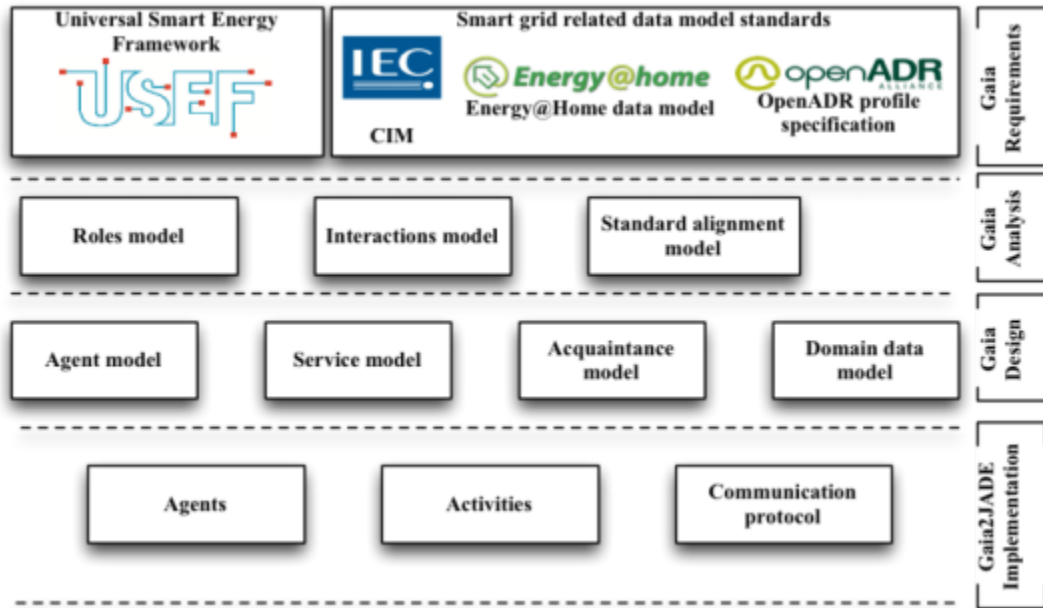 Universal Smart Energy
Framework
USEF
Smart grid related data model standards
IEC
CIM
Energy@home
Energy@Home data model
openADR
ALLIANCE
OpenADR profile
specification
Gaia
Requirements
Roles model
Interactions model
Standard alignment
model
Gaia
Analysis
Agent model
Service model
Acquaintance
model
Domain data
model
Gaia
Design
Agents
Activities
Communication
protocol
Gaia2JADE
Implementation